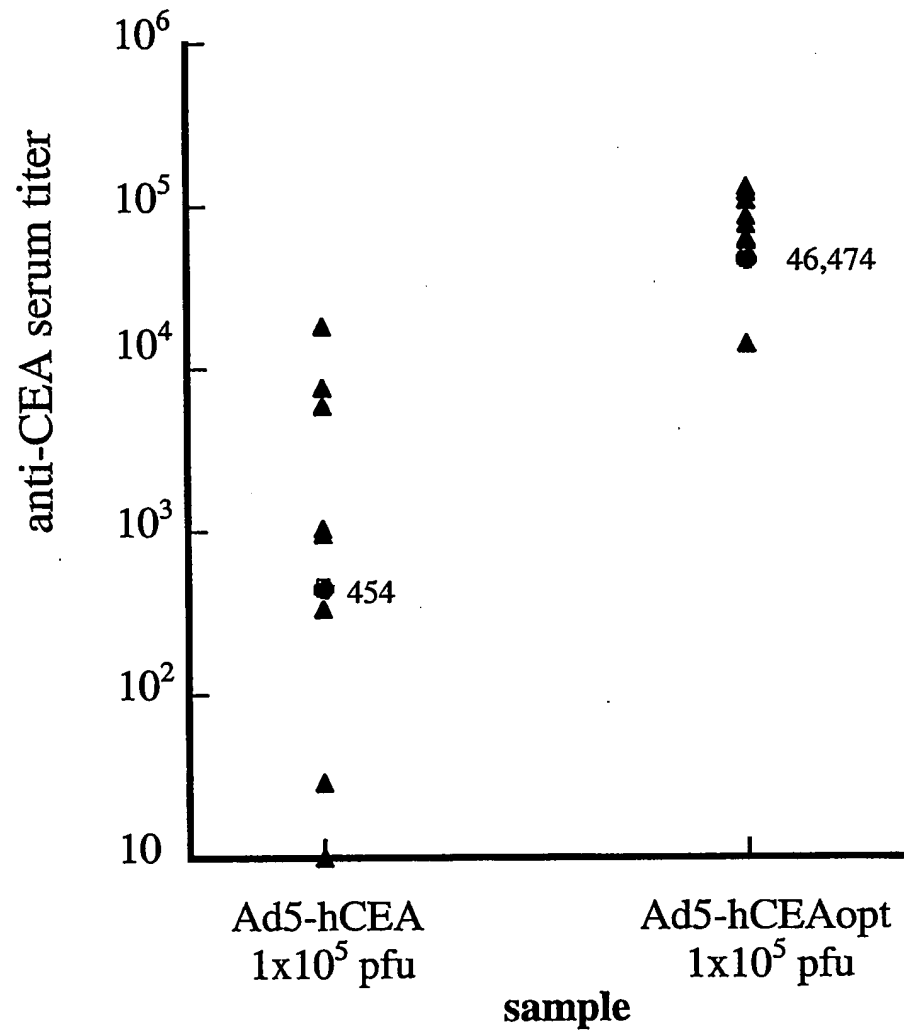 anti-CEA serum titer
10⁶
10⁵
10⁴
10³
10²
10
454
46,474
Ad5-hCEA
1x10⁵ pfu
Ad5-hCEAopt
1x10⁵ pfu
sample